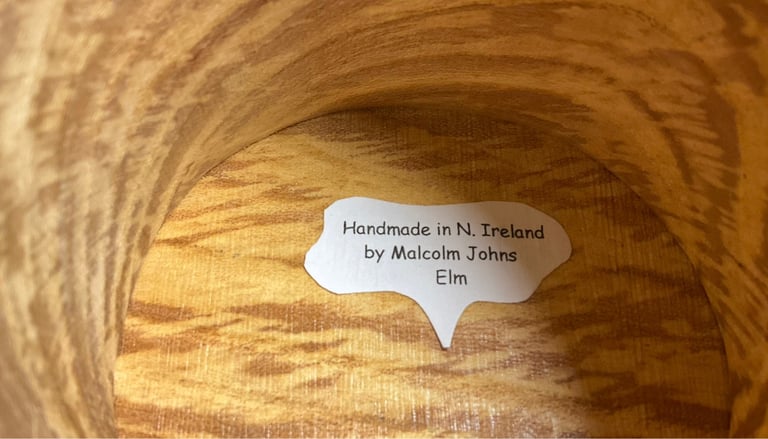 Handmade in N. Ireland
by Malcolm Johns
Elm